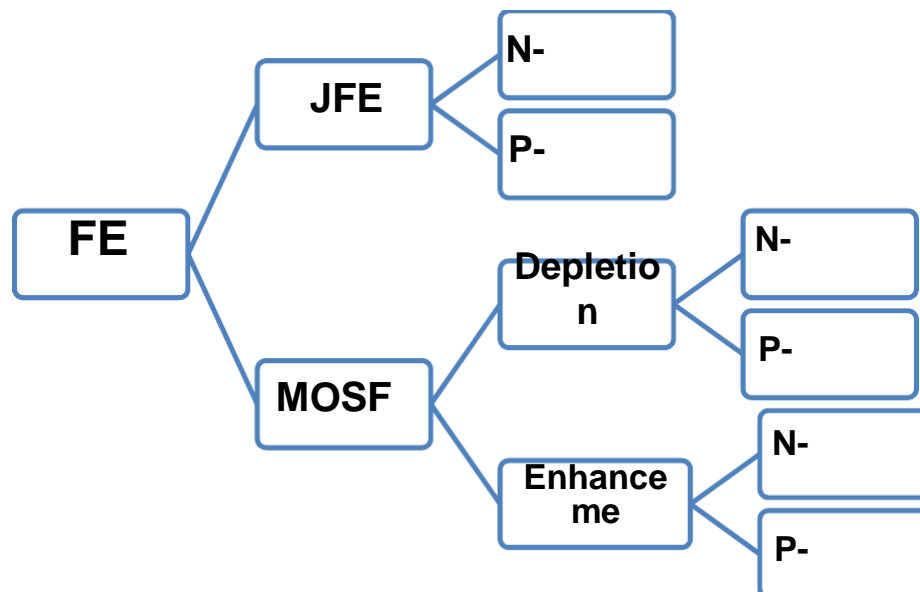 FE
JFE
N-
P-
MOSF
Depletio
n
N-
P-
Enhance
me
N-
P-